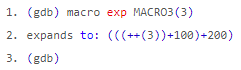 1. (gdb) macro exp MACRO3(3)
2. expands to: (((++(3))+100)+200)
3. (gdb)